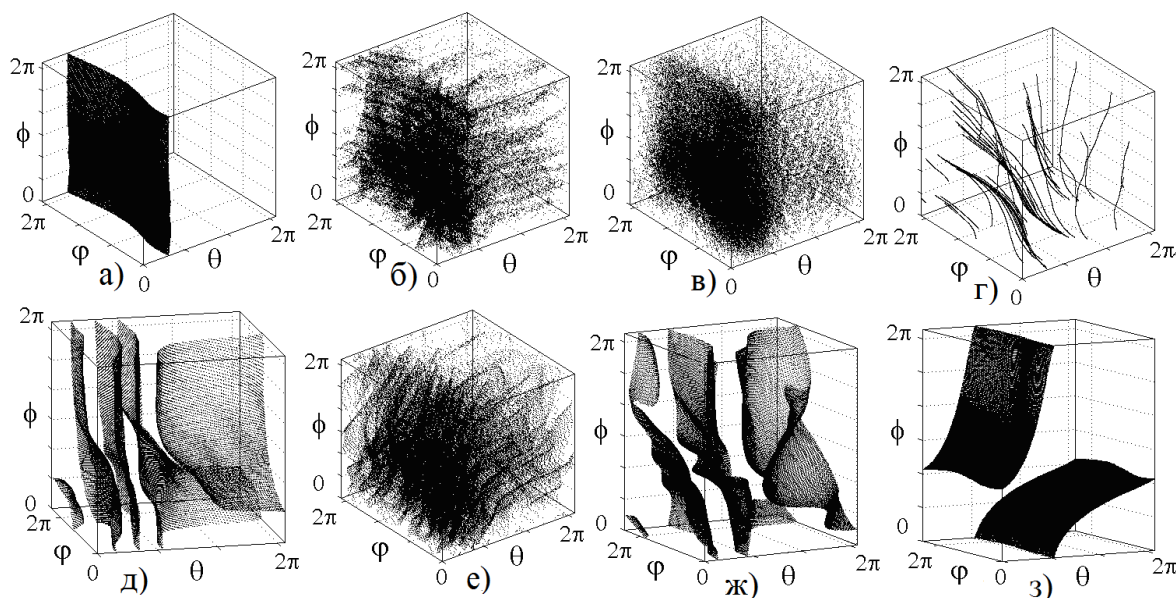 2π 2π 2π 2π
ϕ ϕ ϕ ϕ
0 0 0 0
2π 2π 2π 2π 2π 2π 2π 2π
φ θ φ θ φ θ φ θ
0 0 0 0
а) б) в) г)
2π 2π 2π 2π
ϕ ϕ ϕ ϕ
0 0 0 0
2π 2π 2π 2π 2π 2π 2π 2π
φ θ φ θ φ θ φ θ
0 0 0 0
д) е) ж) з)